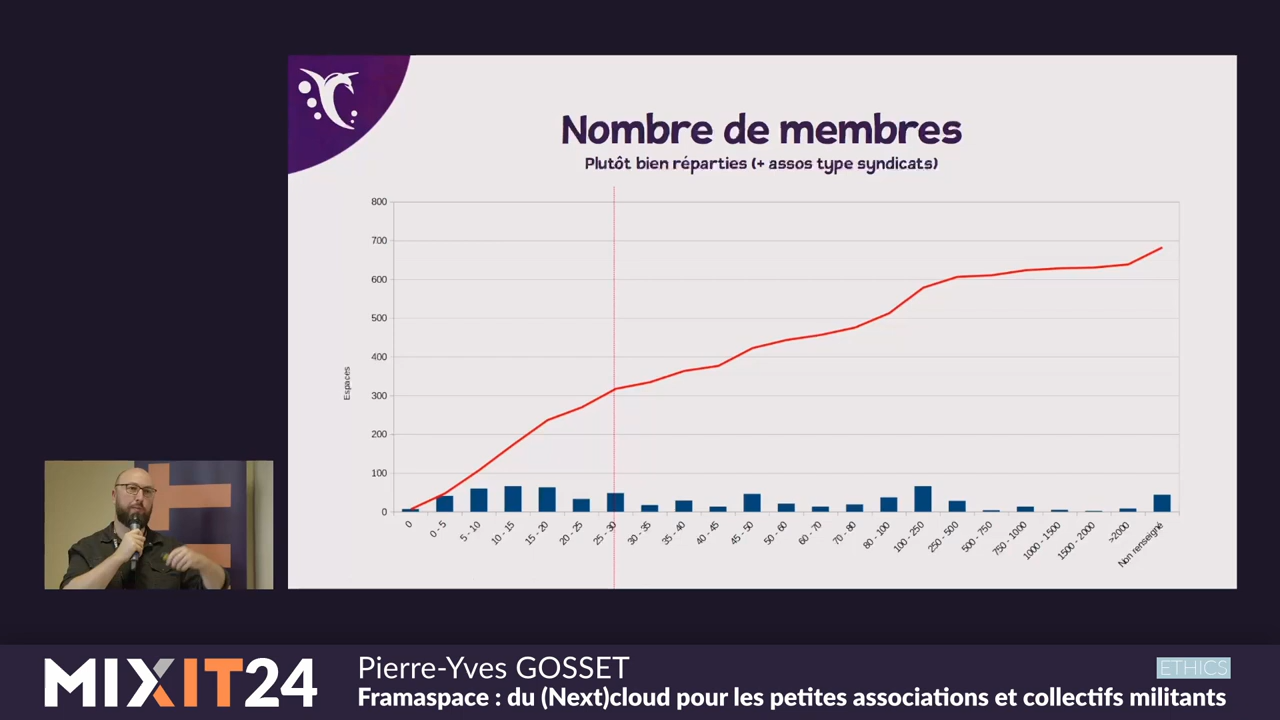 Nombre de membres
Plutôt bien réparties (+ assos type syndicats)
800
700
600
500
400
300
200
100
0
Espaces
0
0 - 5
5 - 10
10 - 15
15 - 20
20 - 25
25 - 30
30 - 35
35 - 40
40 - 45
45 - 50
50 - 60
60 - 70
70 - 80
80 - 100
100 - 250
250 - 500
500 - 750
750 - 1000
1000 - 1500
1500 - 2000
>2000
Non renseigné
MIXIT24
Pierre-Yves GOSSET
ETHICS
Framaspace : du (Next)cloud pour les petites associations et collectifs militants